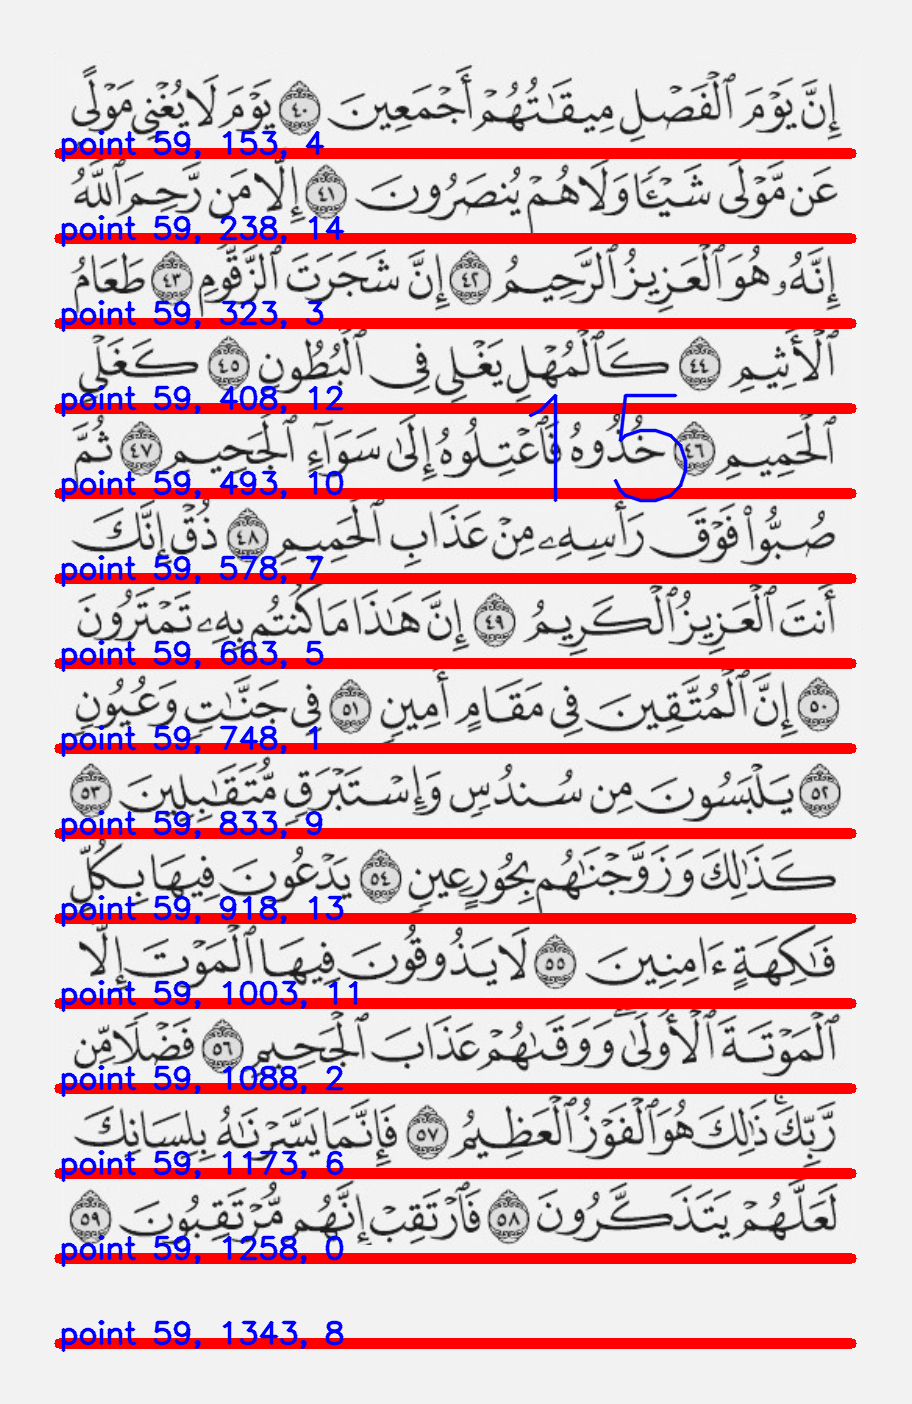 إِنَّ يَوْمَ ٱلْفَصْلِ مِيقَٰتُهُمْ أَجْمَعِينَ ٤٠ يَوْمَ لَا يُغْنِى مَوْلًى
point 59, 153, 4
عَن مَّوْلًى شَيْـًٔا وَلَا هُمْ يُنصَرُونَ ٤١ إِلَّا مَن رَّحِمَ ٱللَّهُ
point 59, 238, 14
إِنَّهُۥ هُوَ ٱلْعَزِيزُ ٱلرَّحِيمُ ٤٢ إِنَّ شَجَرَتَ ٱلزَّقُّومِ ٤٣ طَعَامُ
point 59, 323, 3
ٱلْأَثِيمِ ٤٤ كَٱلْمُهْلِ يَغْلِى فِى ٱلْبُطُونِ ٤٥ كَغَلْىِ
point 59, 408, 12
15
ٱلْحَمِيمِ ٤٦ خُذُوهُ فَٱعْتِلُوهُ إِلَىٰ سَوَآءِ ٱلْجَحِيمِ ٤٧ ثُمَّ
point 59, 493, 10
صُبُّوا۟ فَوْقَ رَأْسِهِۦ مِنْ عَذَابِ ٱلْحَمِيمِ ٤٨ ذُقْ إِنَّكَ
point 59, 578, 7
أَنتَ ٱلْعَزِيزُ ٱلْكَرِيمُ ٤٩ إِنَّ هَٰذَا مَا كُنتُم بِهِۦ تَمْتَرُونَ
point 59, 663, 5
٥٠ إِنَّ ٱلْمُتَّقِينَ فِى مَقَامٍ أَمِينٍ ٥١ فِى جَنَّٰتٍ وَعُيُونٍ
point 59, 748, 1
٥٢ يَلْبَسُونَ مِن سُندُسٍ وَإِسْتَبْرَقٍ مُّتَقَٰبِلِينَ ٥٣
point 59, 833, 9
كَذَٰلِكَ وَزَوَّجْنَٰهُم بِحُورٍ عِينٍ ٥٤ يَدْعُونَ فِيهَا بِكُلِّ
point 59, 918, 13
فَٰكِهَةٍ ءَامِنِينَ ٥٥ لَا يَذُوقُونَ فِيهَا ٱلْمَوْتَ إِلَّا
point 59, 1003, 11
ٱلْمَوْتَةَ ٱلْأُولَىٰ وَوَقَىٰهُمْ عَذَابَ ٱلْجَحِيمِ ٥٦ فَضْلًا مِّن
point 59, 1088, 2
رَّبِّكَ ذَٰلِكَ هُوَ ٱلْفَوْزُ ٱلْعَظِيمُ ٥٧ فَإِنَّمَا يَسَّرْنَٰهُ بِلِسَانِكَ
point 59, 1173, 6
لَعَلَّهُمْ يَتَذَكَّرُونَ ٥٨ فَٱرْتَقِبْ إِنَّهُم مُّرْتَقِبُونَ ٥٩
point 59, 1258, 0
point 59, 1343, 8